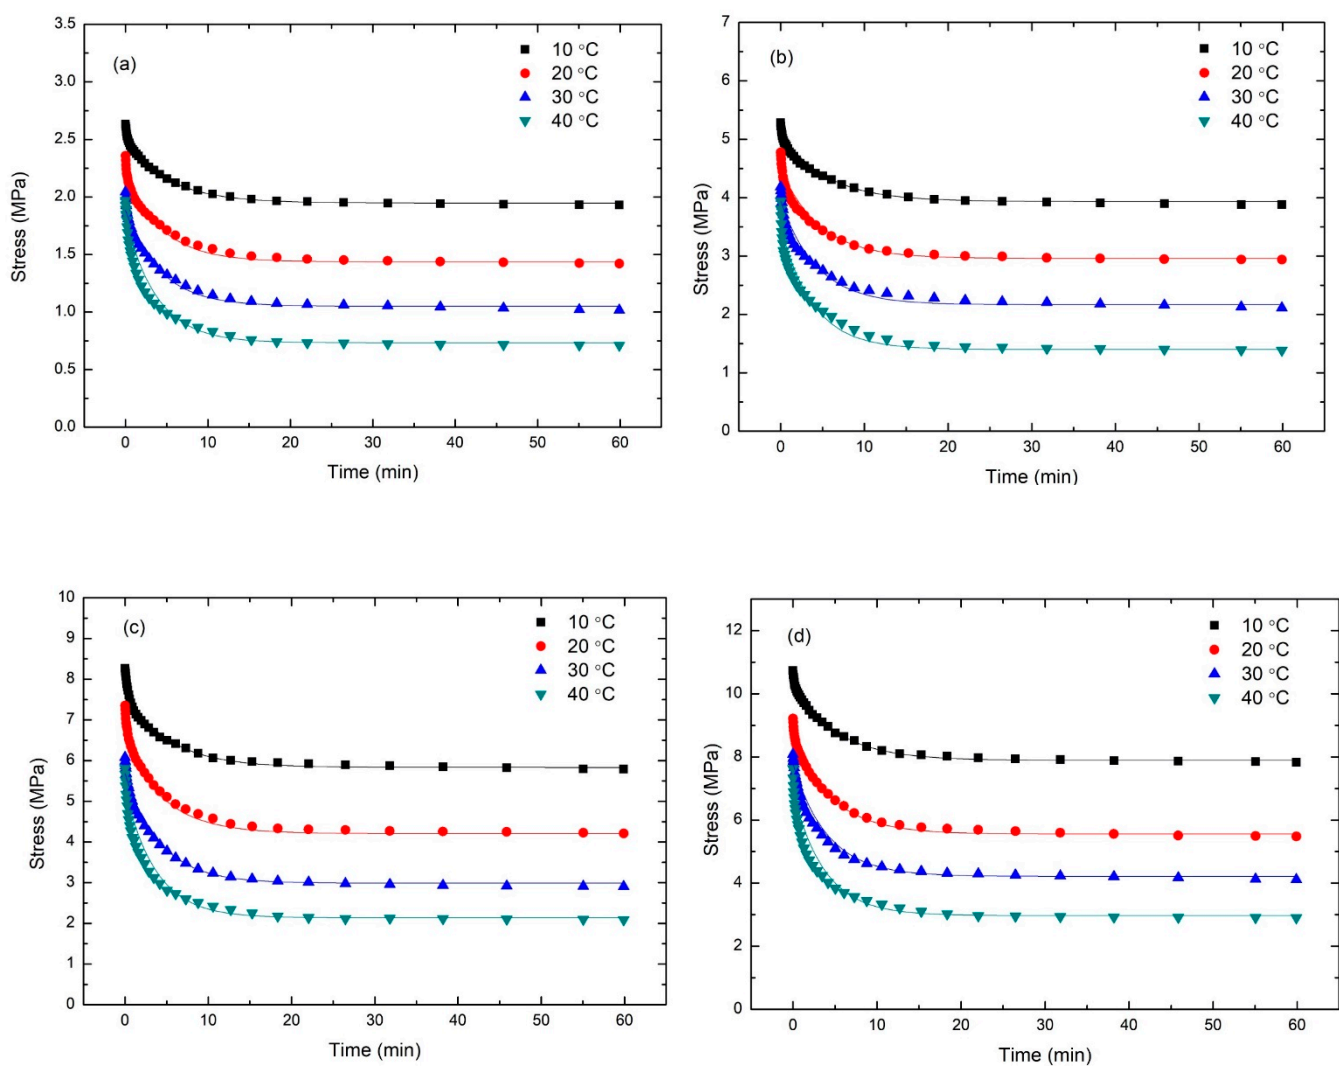 3.5
(a)
10 °C
20 °C
30 °C
40 °C
3.0
2.5
2.0
1.5
1.0
0.5
0.0
Stress (MPa)
0 10 20 30 40 50 60
Time (min)
7
(b)
10 °C
20 °C
30 °C
40 °C
6
5
4
3
2
1
0
Stress (MPa)
0 10 20 30 40 50 60
Time (min)
10
(c)
10 °C
20 °C
30 °C
40 °C
9
8
7
6
5
4
3
2
1
0
Stress (MPa)
0 10 20 30 40 50 60
Time (min)
12
(d)
10 °C
20 °C
30 °C
40 °C
10
8
6
4
2
0
Stress (MPa)
0 10 20 30 40 50 60
Time (min)